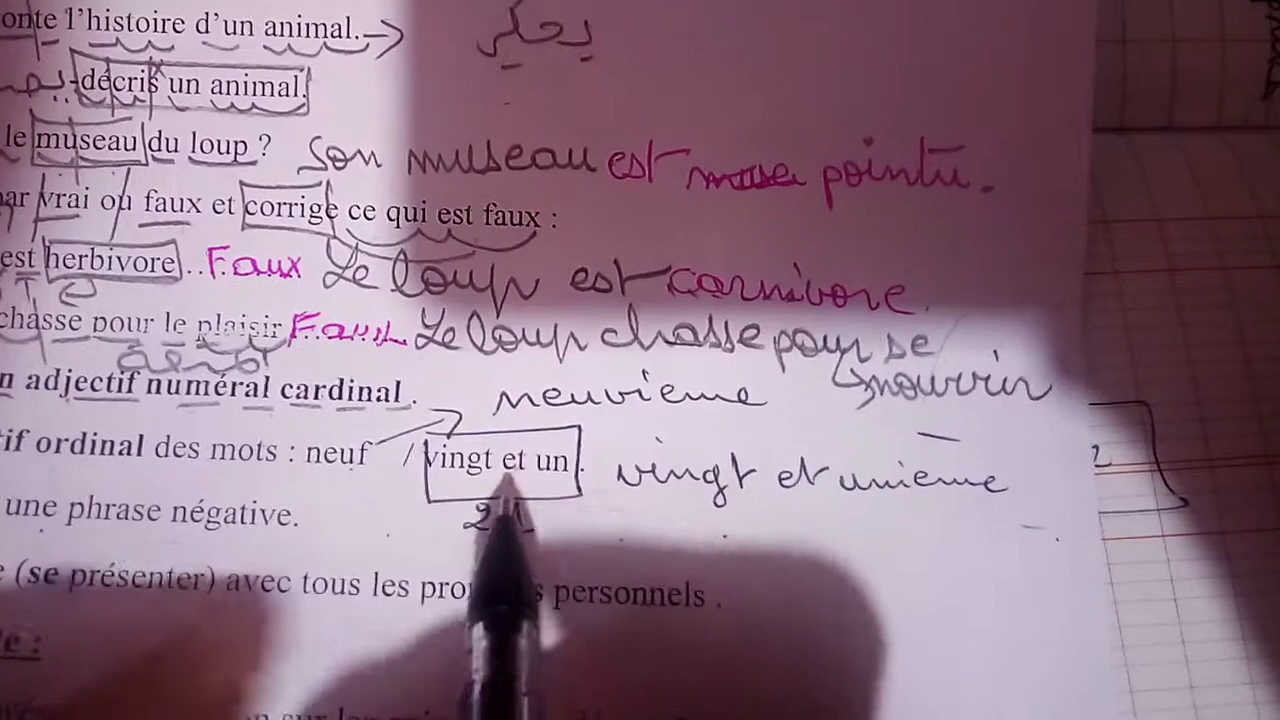 onte l'histoire d'un animal. يحكي
décris un animal.
le museau du loup ? Son museau est pointu.
ar vrai ou faux et corrige ce qui est faux :
est herbivore .. Faux Le loup est carnivore.
chasse pour le plaisir Faux Le loup chasse pour se
nourrir
متعة
n adjectif numéral cardinal . neuvième
tif ordinal des mots : neuf / vingt et un . vingt et unième
21
une phrase négative.
(se présenter) avec tous les personnels .